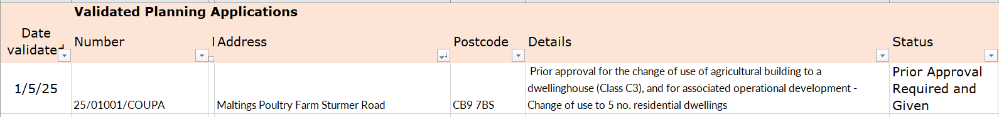 Validated Planning Applications
Date
validated
Number
Address
Postcode
Details
Status
1/5/25
25/01001/COUPA
Maltings Poultry Farm Sturmer Road
CB9 7BS
Prior approval for the change of use of agricultural building to a
dwellinghouse (Class C3), and for associated operational development -
Change of use to 5 no. residential dwellings
Prior Approval
Required and
Given